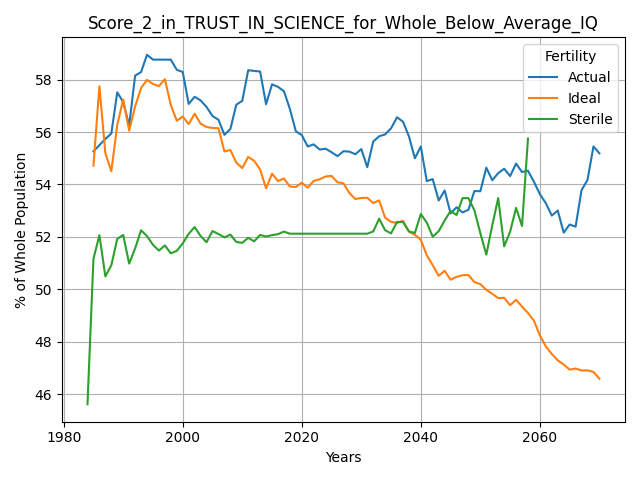 Score_2_in_TRUST_IN_SCIENCE_for_Whole_Below_Average_IQ
Fertility
Actual
Ideal
Sterile
% of Whole Population
58
56
54
52
50
48
46
1980
2000
2020
2040
2060
Years